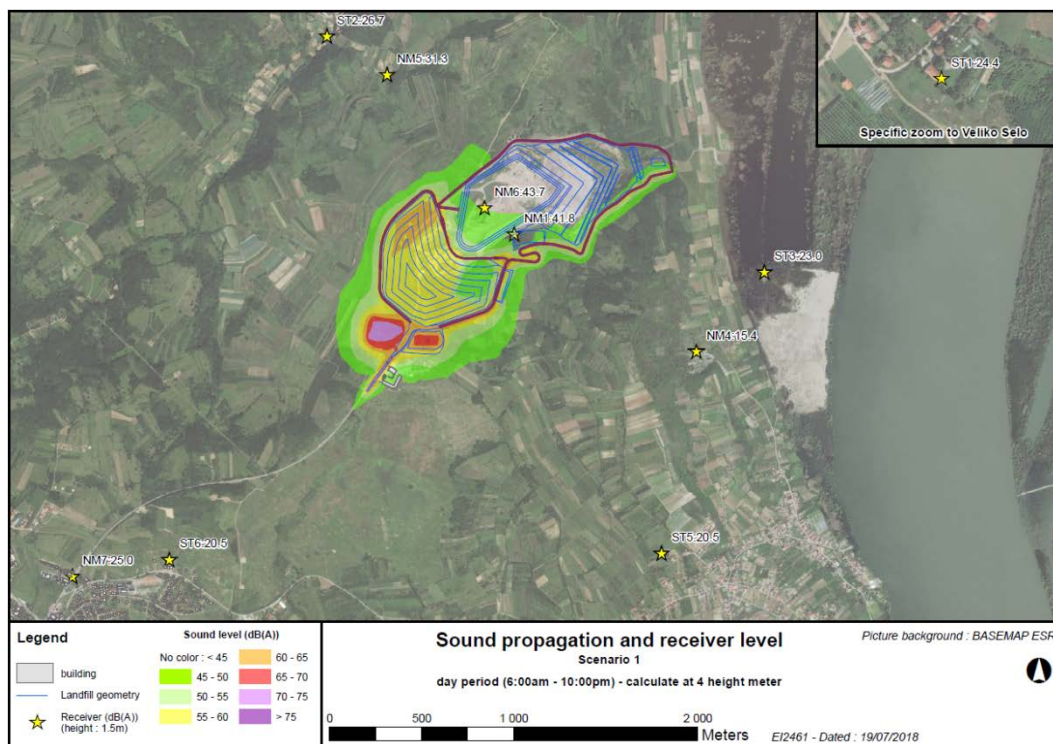 ST2:26.7
NM5:31.3
ST1:24.4
Specific zoom to Veliko Selo
NM6:43.7
NM1:41.8
ST3:23.0
NM4:15.4
ST5:20.5
ST6:20.5
NM7:25.0
Legend
building
Landfill geometry
Receiver (dB(A))
(height : 1.5m)
Sound level (dB(A))
No color : < 45
45 - 50
50 - 55
55 - 60
60 - 65
65 - 70
70 - 75
> 75
Sound propagation and receiver level
Scenario 1
day period (6:00am - 10:00pm) - calculate at 4 height meter
0 500 1 000 2 000
Meters
Picture background : BASEMAP ESRI
EI2461 - Dated : 19/07/2018